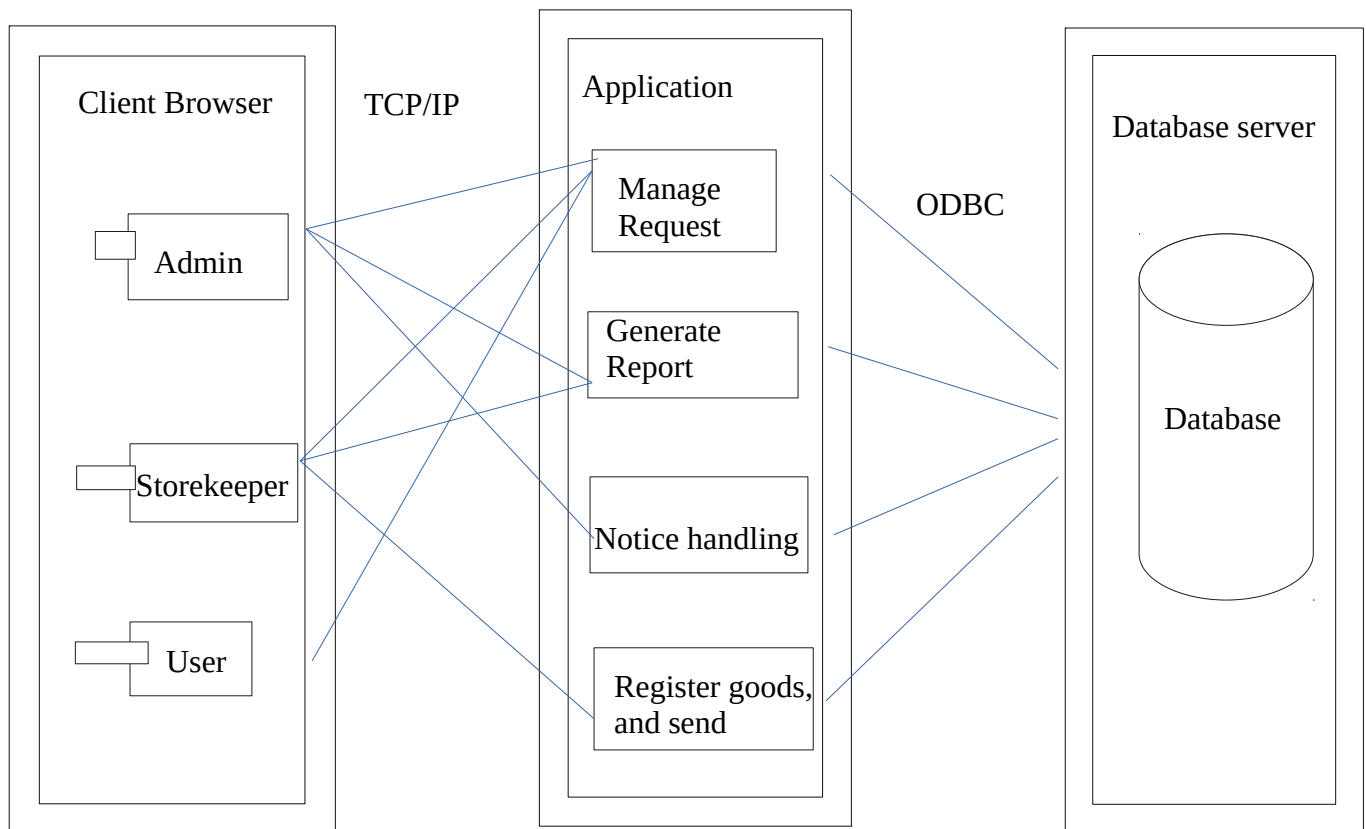 Client Browser
Admin
Storekeeper
User
TCP/IP
Application
Manage
Request
Generate
Report
Notice handling
Register goods,
and send
ODBC
Database server
Database